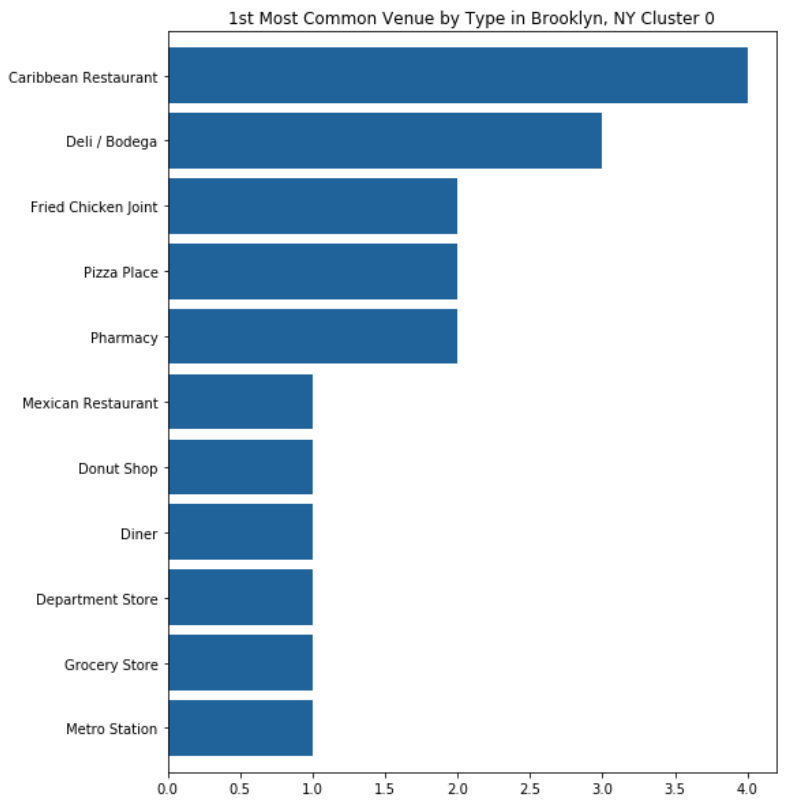 1st Most Common Venue by Type in Brooklyn, NY Cluster 0
Caribbean Restaurant
Deli / Bodega
Fried Chicken Joint
Pizza Place
Pharmacy
Mexican Restaurant
Donut Shop
Diner
Department Store
Grocery Store
Metro Station
0.0 0.5 1.0 1.5 2.0 2.5 3.0 3.5 4.0